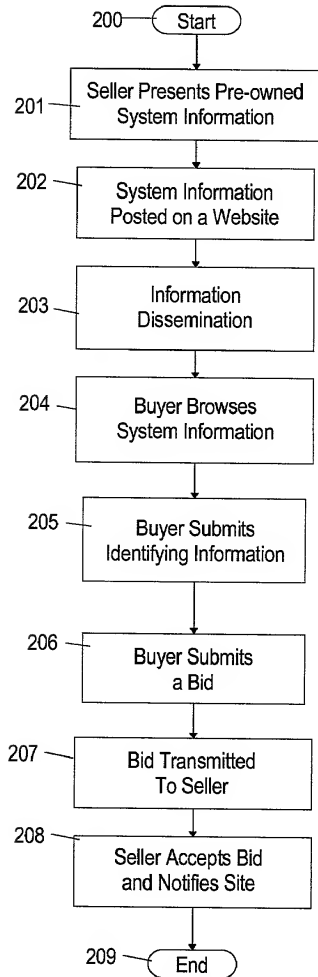 200
Start
201
Seller Presents Pre-owned
System Information
202
System Information
Posted on a Website
203
Information
Dissemination
204
Buyer Browses
System Information
205
Buyer Submits
Identifying Information
206
Buyer Submits
a Bid
207
Bid Transmitted
To Seller
208
Seller Accepts Bid
and Notifies Site
209
End